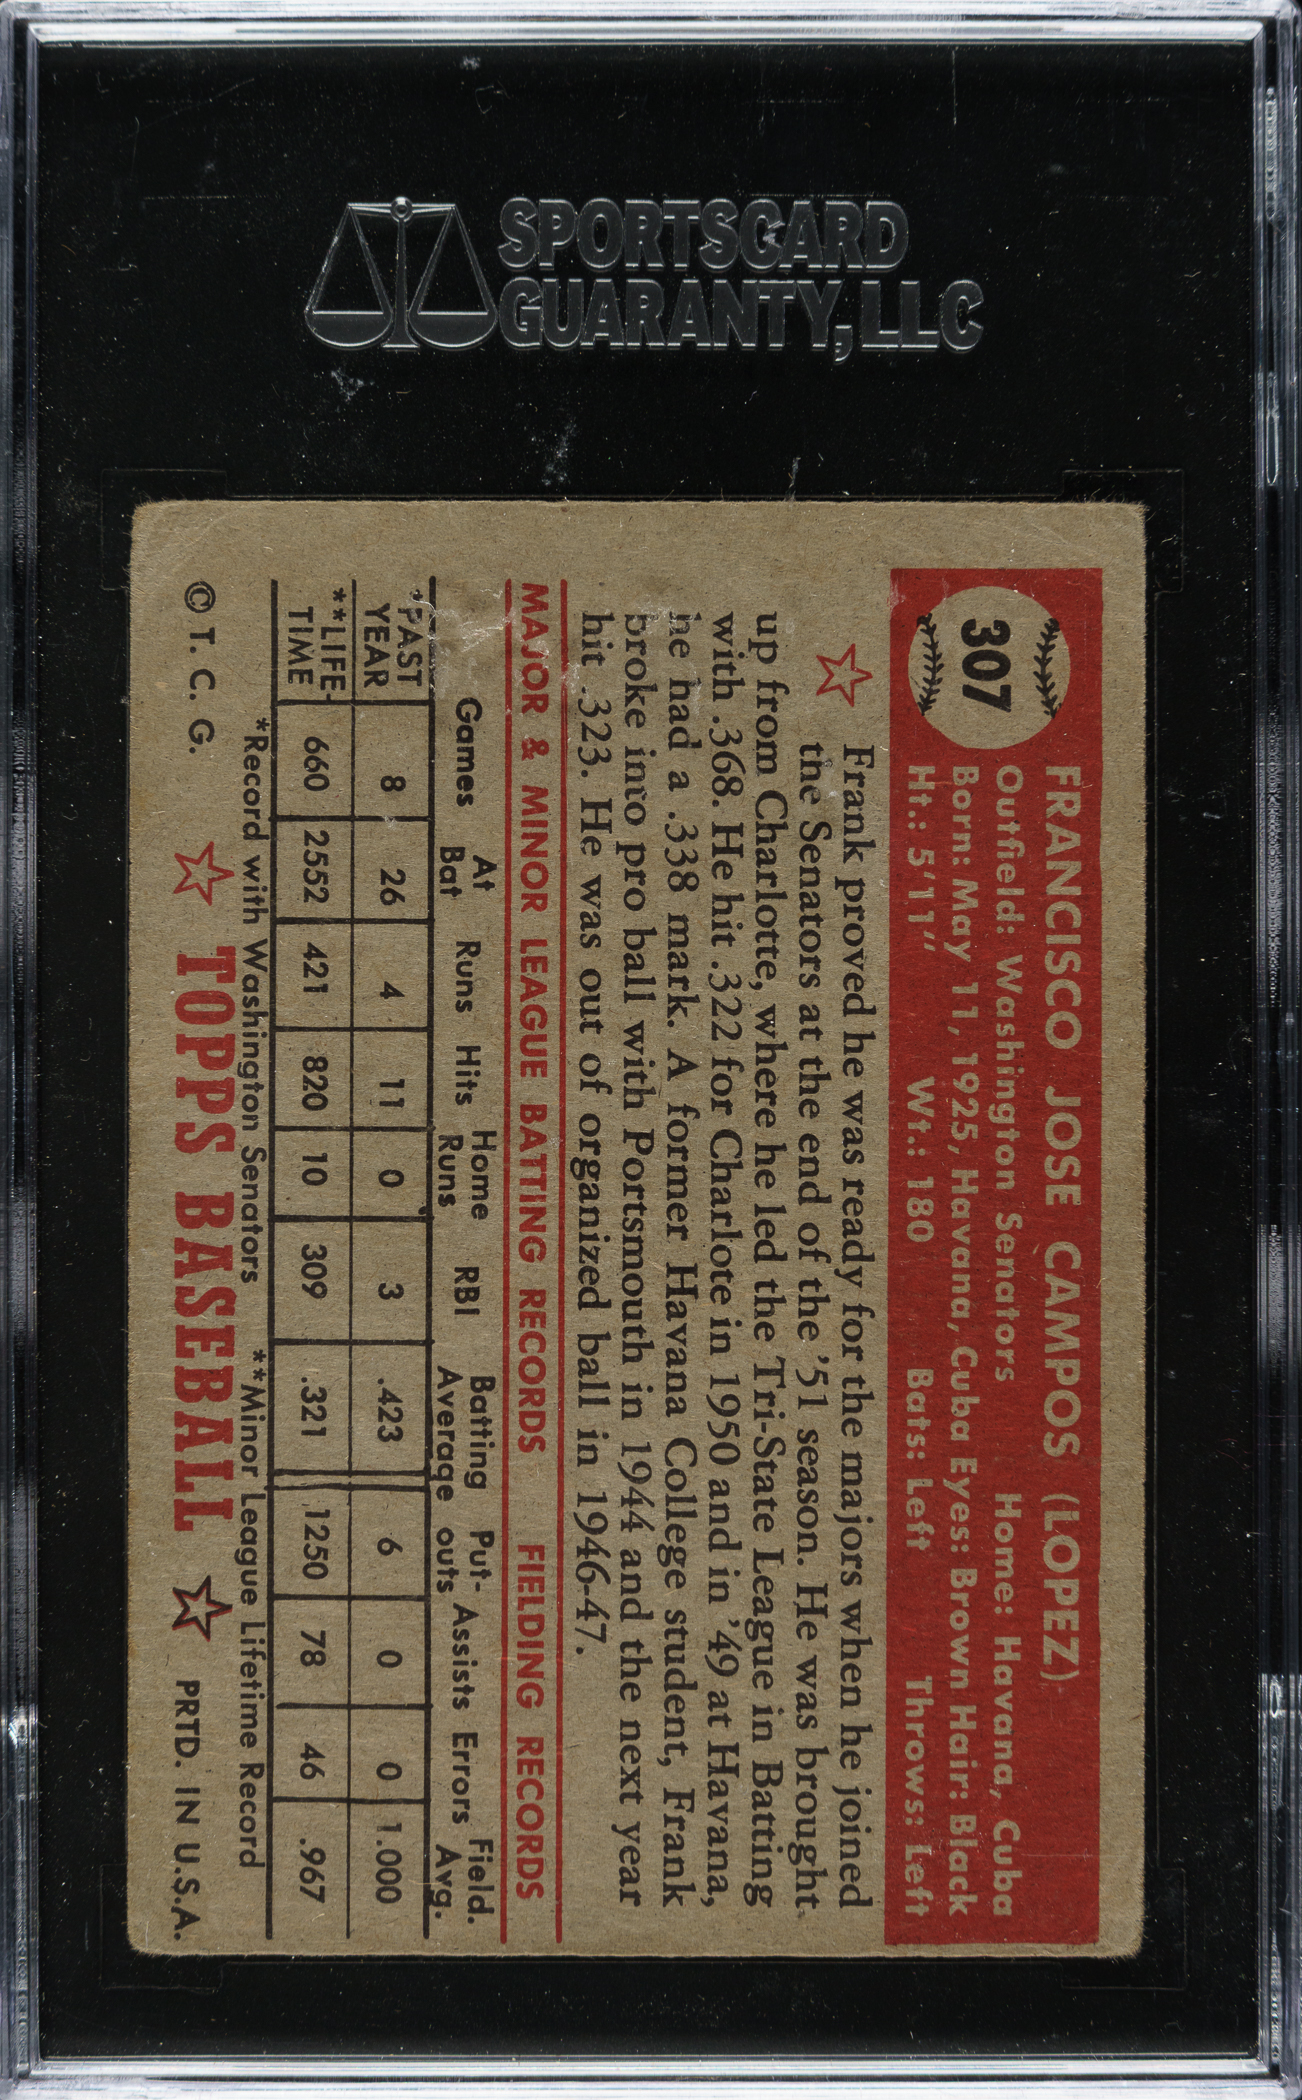 SPORTSCARD
GUARANTY, LLC
307
FRANCISCO JOSE CAMPOS (LOPEZ)
Outfield: Washington Senators Home: Havana, Cuba
Born: May 11, 1925, Havana, Cuba Eyes: Brown Hair: Black
Ht.: 5'11" Wt.: 180 Bats: Left Throws: Left
Frank proved he was ready for the majors when he joined
the Senators at the end of the '51 season. He was brought
up from Charlotte, where he led the Tri-State League in Batting
with .368. He hit .322 for Charlote in 1950 and in '49 at Havana,
he had a .338 mark. A former Havana College student, Frank
broke into pro ball with Portsmouth in 1944 and the next year
hit .323. He was out of organized ball in 1946-47.
MAJOR & MINOR LEAGUE BATTING RECORDS FIELDING RECORDS
Games At Bat Runs Hits Home Runs RBI Batting Average Put-outs Assists Errors Field. Avg.
*PAST YEAR 8 26 4 11 0 3 .423 6 0 0 1.000
**LIFE-TIME 660 2552 421 820 10 309 .321 1250 78 46 .967
*Record with Washington Senators **Minor League Lifetime Record
© T. C. G. TOPPS BASEBALL PRTD. IN U.S.A.